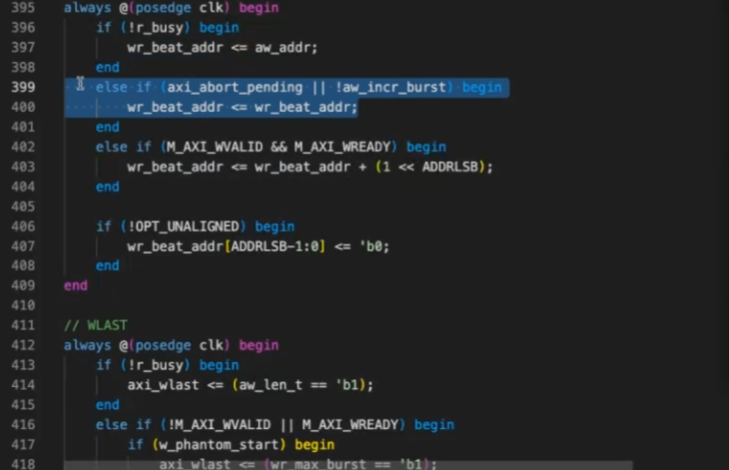 395 always @(posedge clk) begin
396     if (!r_busy) begin
397         wr_beat_addr <= aw_addr;
398     end
399     else if (axi_abort_pending || !aw_incr_burst) begin
400         wr_beat_addr <= wr_beat_addr;
401     end
402     else if (M_AXI_WVALID && M_AXI_WREADY) begin
403         wr_beat_addr <= wr_beat_addr + (1 << ADDRLSB);
404     end
405
406     if (!OPT_UNALIGNED) begin
407         wr_beat_addr[ADDRLSB-1:0] <= 'b0;
408     end
409 end
410
411 // WLAST
412 always @(posedge clk) begin
413     if (!r_busy) begin
414         axi_wlast <= (aw_len_t == 'b1);
415     end
416     else if (!M_AXI_WVALID || M_AXI_WREADY) begin
417         if (w_phantom_start) begin
418             axi_wlast <= (wr_max_burst == 'b1);